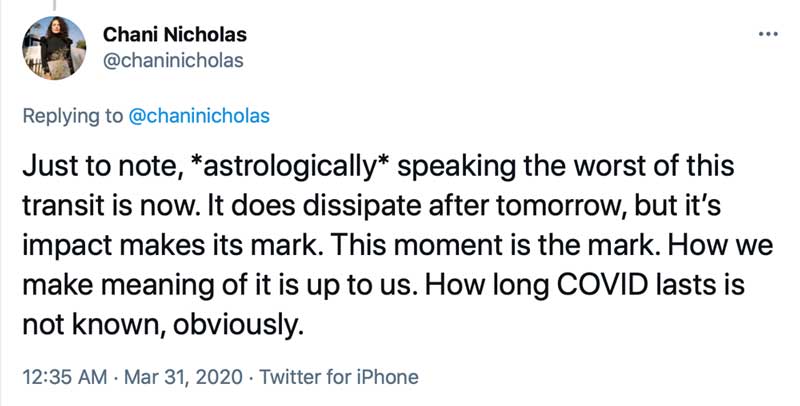 Chani Nicholas
@chaninicholas
Replying to @chaninicholas
Just to note, *astrologically* speaking the worst of this
transit is now. It does dissipate after tomorrow, but it’s
impact makes its mark. This moment is the mark. How we
make meaning of it is up to us. How long COVID lasts is
not known, obviously.
12:35 AM · Mar 31, 2020 · Twitter for iPhone